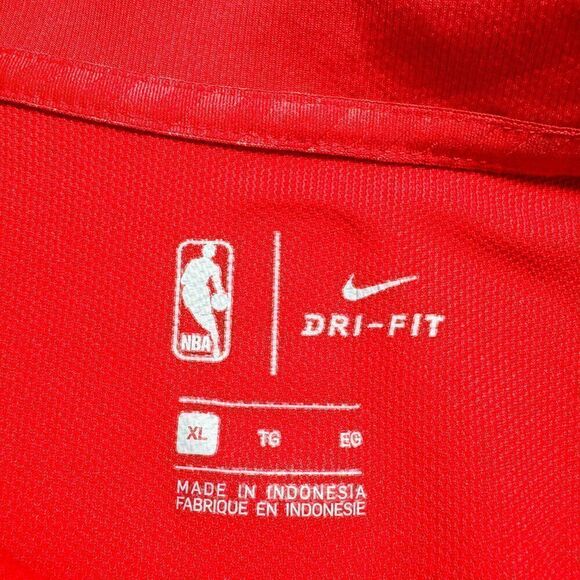 NBA
DRI-FIT
XL TG EG
MADE IN INDONESIA
FABRIQUE EN INDONESIE